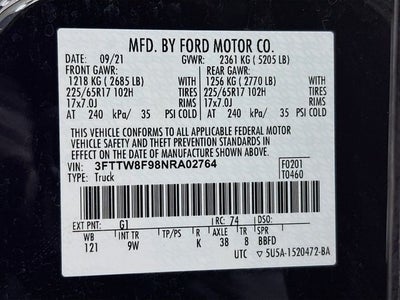 MFD. BY FORD MOTOR CO.
DATE: 09/21 GVWR: 2361 KG ( 5205 LB)
FRONT GAWR: REAR GAWR:
1218 KG ( 2685 LB) WITH 1256 KG ( 2770 LB) WITH
225/65R17 102H TIRES 225/65R17 102H TIRES
17x7.0J RIMS 17x7.0J RIMS
AT 240 kPa/ 35 PSI COLD AT 240 kPa/ 35 PSI COLD
THIS VEHICLE CONFORMS TO ALL APPLICABLE FEDERAL MOTOR
VEHICLE SAFETY AND THEFT PREVENTION STANDARDS IN
EFFECT ON THE DATE OF MANUFACTURE SHOWN ABOVE.
VIN: 3FTTW8F98NRA02764 F0201
TYPE: Truck T0460
EXT PNT: G1 RC: 74 DSO:
WB INT TR TP/PS R AXLE TR SPR
121 9W K 38 8 BBFD
UTC ▽5U5A-1520472-BA